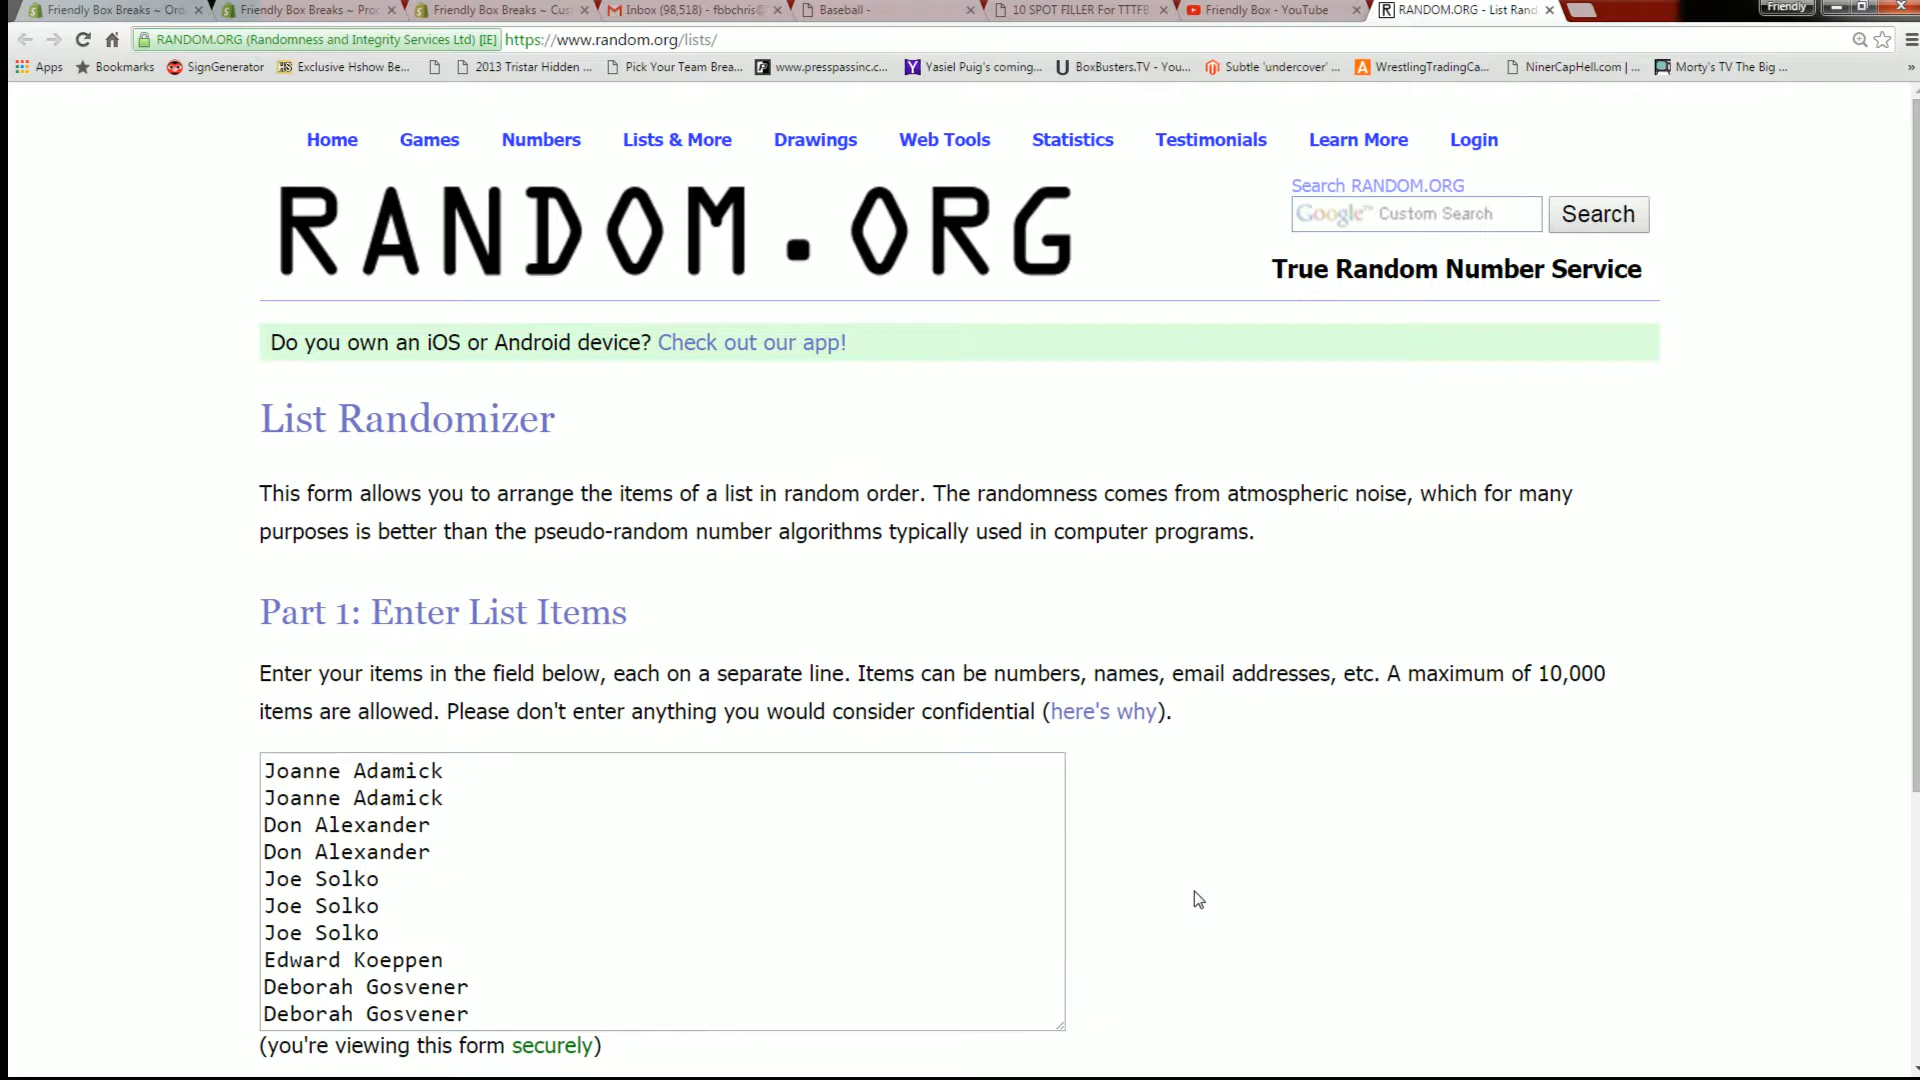 Friendly Box Breaks ~ Ord
Friendly Box Breaks ~ Pro
Friendly Box Breaks ~ Cus
Inbox (98,518) - fbbchris@
Baseball -
10 SPOT FILLER For TTTFB
Friendly Box - YouTube
RANDOM.ORG - List Rand
Friendly
RANDOM.ORG (Randomness and Integrity Services Ltd) [IE]
https://www.random.org/lists/
Apps
Bookmarks
SignGenerator
Exclusive Hshow Be...
2013 Tristar Hidden ...
Pick Your Team Brea...
www.presspassinc.c...
Yasiel Puig's coming...
BoxBusters.TV - You...
Subtle 'undercover' ...
WrestlingTradingCa...
NinerCapHell.com | ...
Morty's TV The Big ...
»
Home Games Numbers Lists & More Drawings Web Tools Statistics Testimonials Learn More Login
RANDOM.ORG
Search RANDOM.ORG
Google™ Custom Search
Search
True Random Number Service
Do you own an iOS or Android device? Check out our app!
List Randomizer
This form allows you to arrange the items of a list in random order. The randomness comes from atmospheric noise, which for many
purposes is better than the pseudo-random number algorithms typically used in computer programs.
Part 1: Enter List Items
Enter your items in the field below, each on a separate line. Items can be numbers, names, email addresses, etc. A maximum of 10,000
items are allowed. Please don't enter anything you would consider confidential (here's why).
Joanne Adamick
Joanne Adamick
Don Alexander
Don Alexander
Joe Solko
Joe Solko
Joe Solko
Edward Koeppen
Deborah Gosvener
Deborah Gosvener
(you're viewing this form securely)